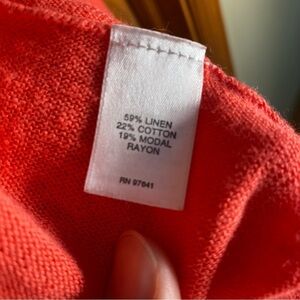 59% LINEN
22% COTTON
19% MODAL
RAYON
RN 97641